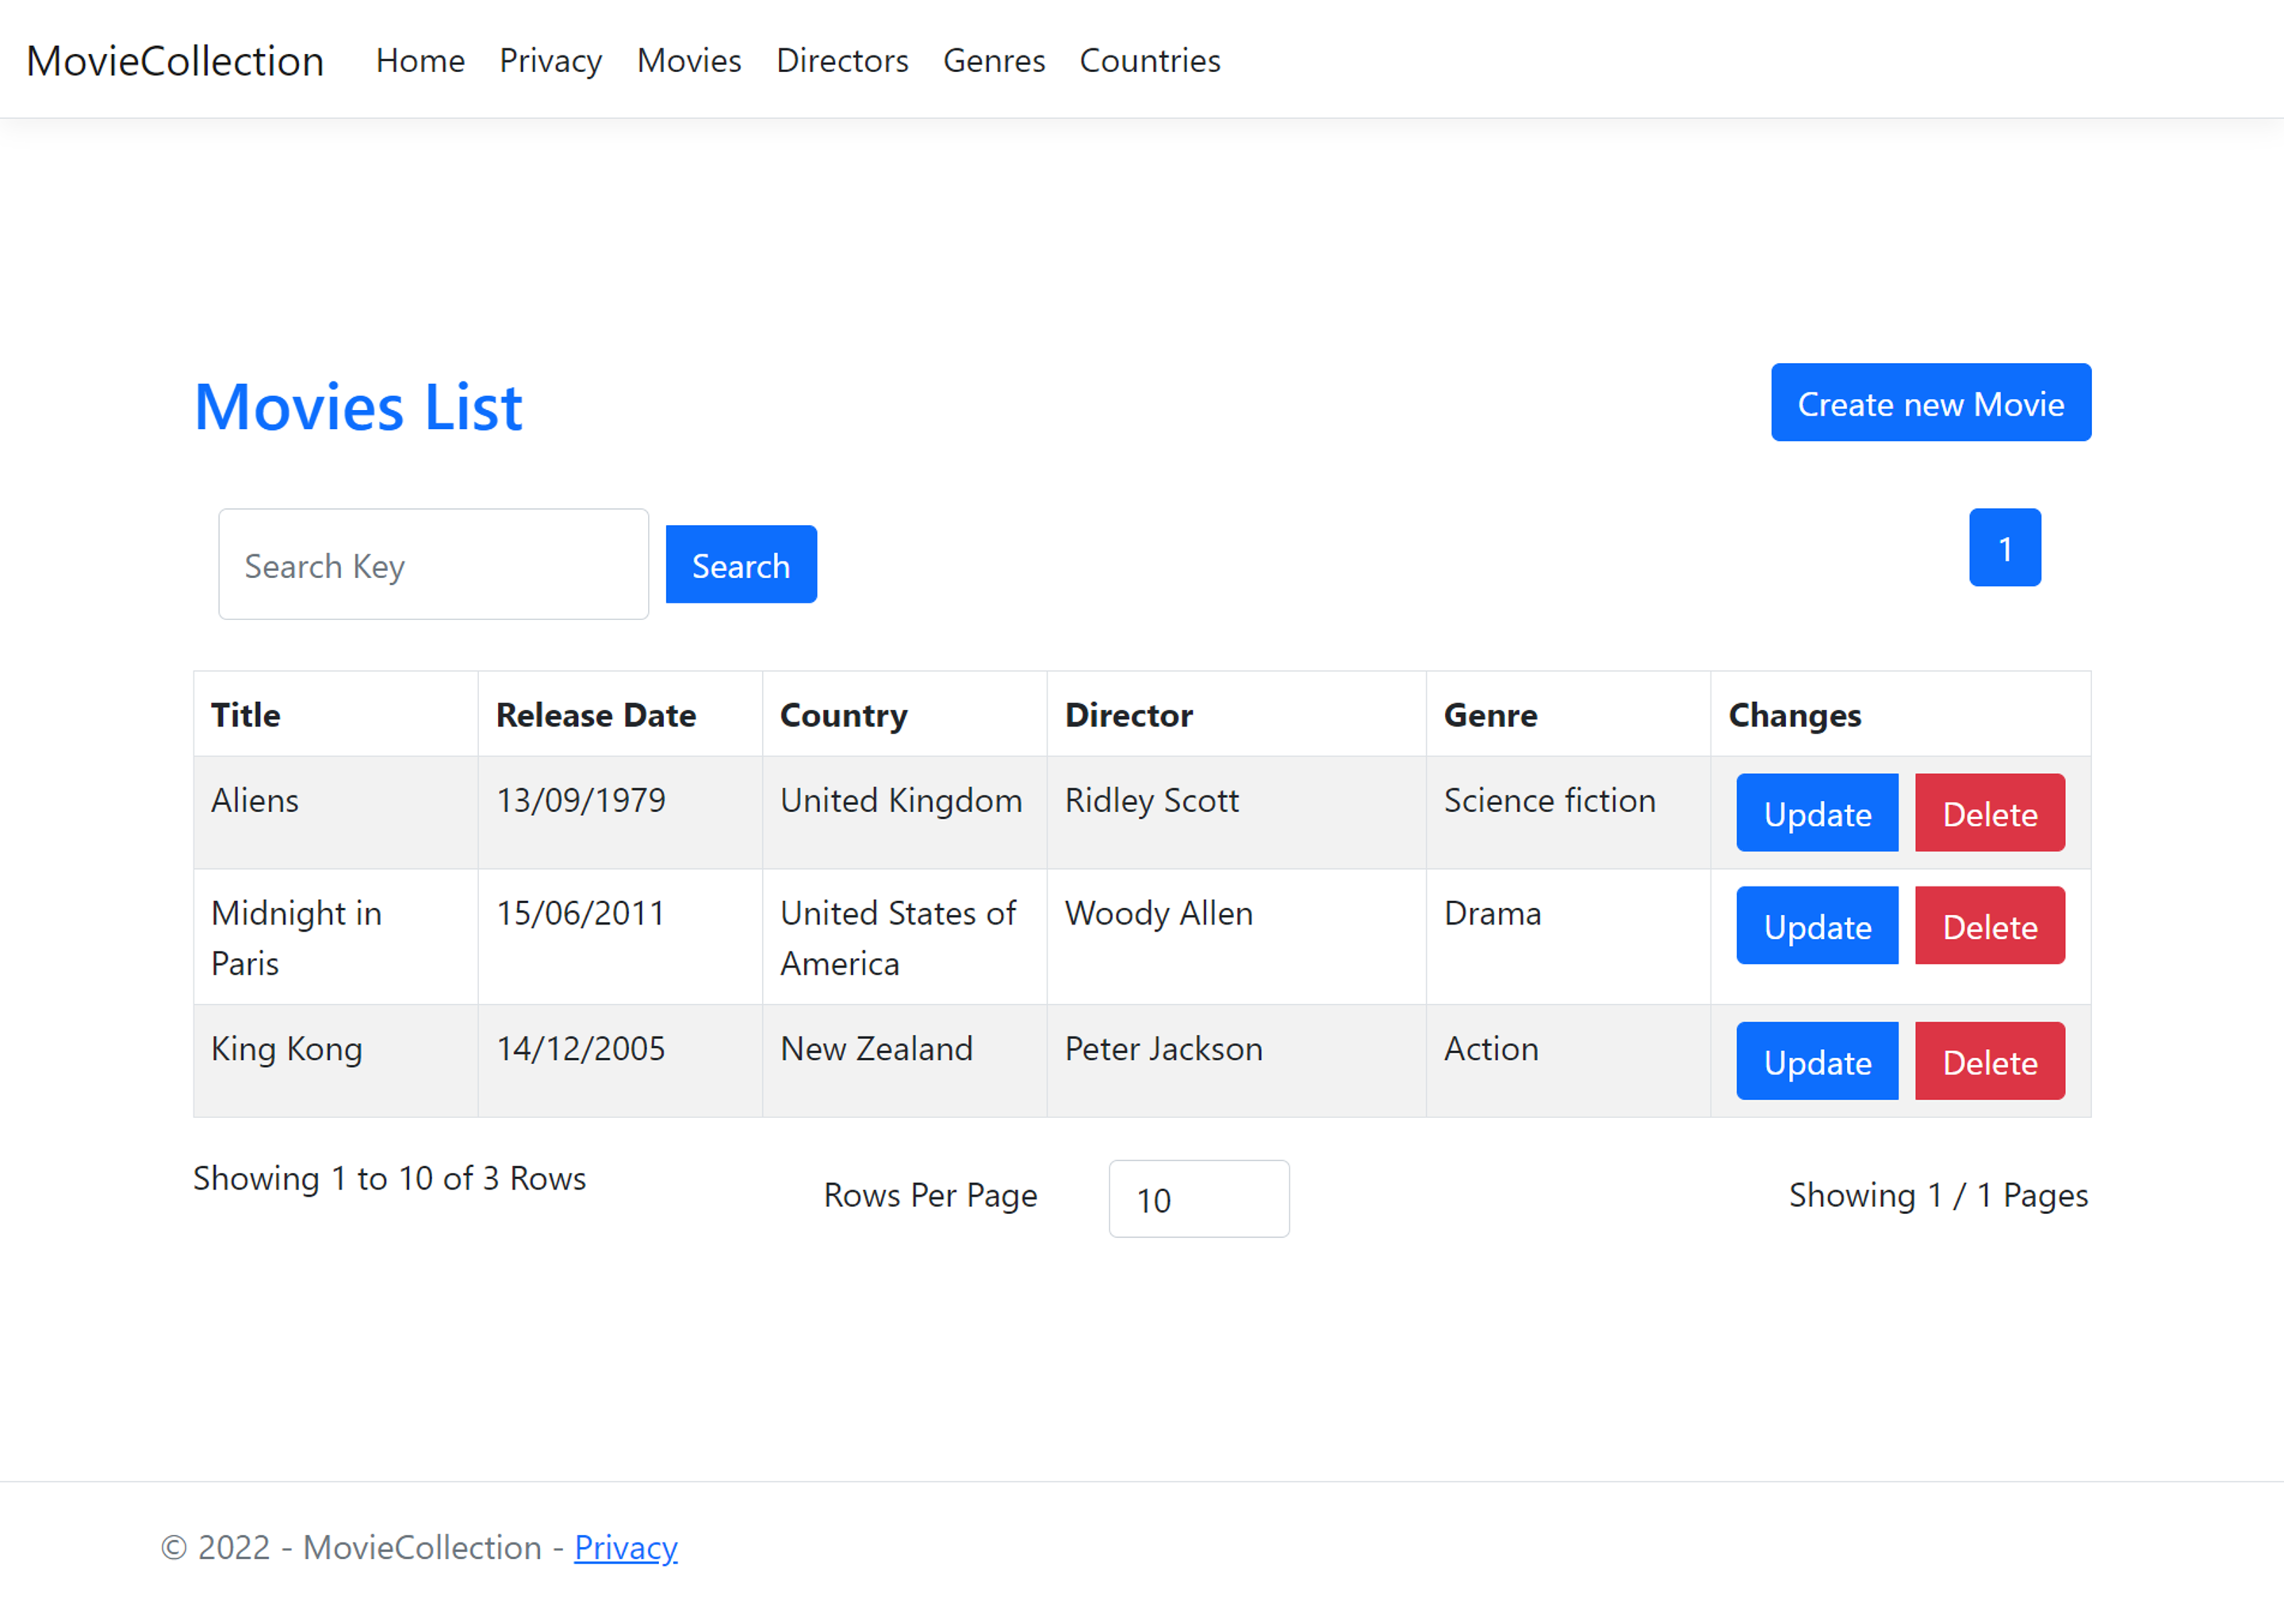 MovieCollection Home Privacy Movies Directors Genres Countries
Movies List Create new Movie
Search Key Search 1
Title Release Date Country Director Genre Changes
Aliens 13/09/1979 United Kingdom Ridley Scott Science fiction Update Delete
Midnight in 15/06/2011 United States of Woody Allen Drama Update Delete
Paris America
King Kong 14/12/2005 New Zealand Peter Jackson Action Update Delete
Showing 1 to 10 of 3 Rows Rows Per Page 10 Showing 1 / 1 Pages
© 2022 - MovieCollection - Privacy